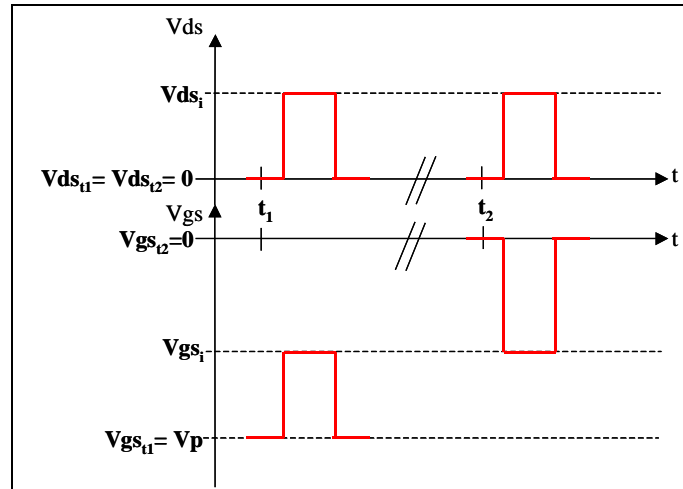 Vds
Vds_i
Vds_t1= Vds_t2= 0
t
t_1
t_2
Vgs
Vgs_t2=0
t
Vgs_i
Vgs_t1= Vp